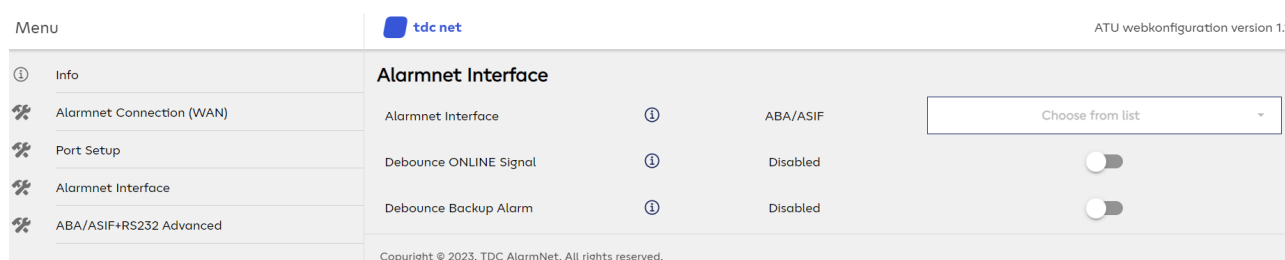 Menu
tdc net
ATU webkonfiguration version 1.
Info
Alarmnet Connection (WAN)
Port Setup
Alarmnet Interface
ABA/ASIF+RS232 Advanced
Alarmnet Interface
Alarmnet Interface ABA/ASIF Choose from list
Debounce ONLINE Signal Disabled
Debounce Backup Alarm Disabled
Copyright © 2023, TDC AlarmNet. All rights reserved.